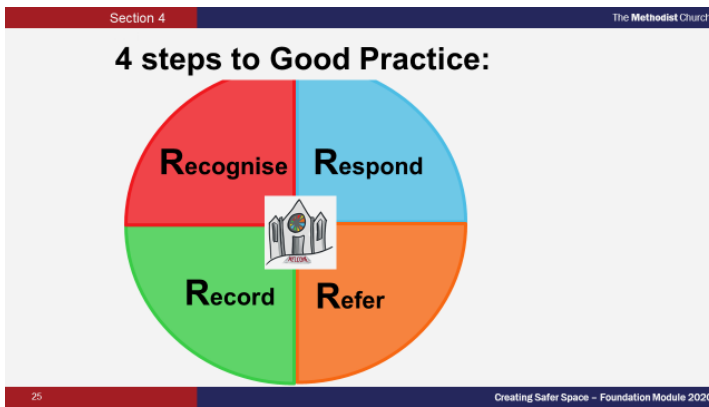 Section 4
The Methodist Church
4 steps to Good Practice:
Recognise
Respond
Record
Refer
WELCOME
25
Creating Safer Space – Foundation Module 2020